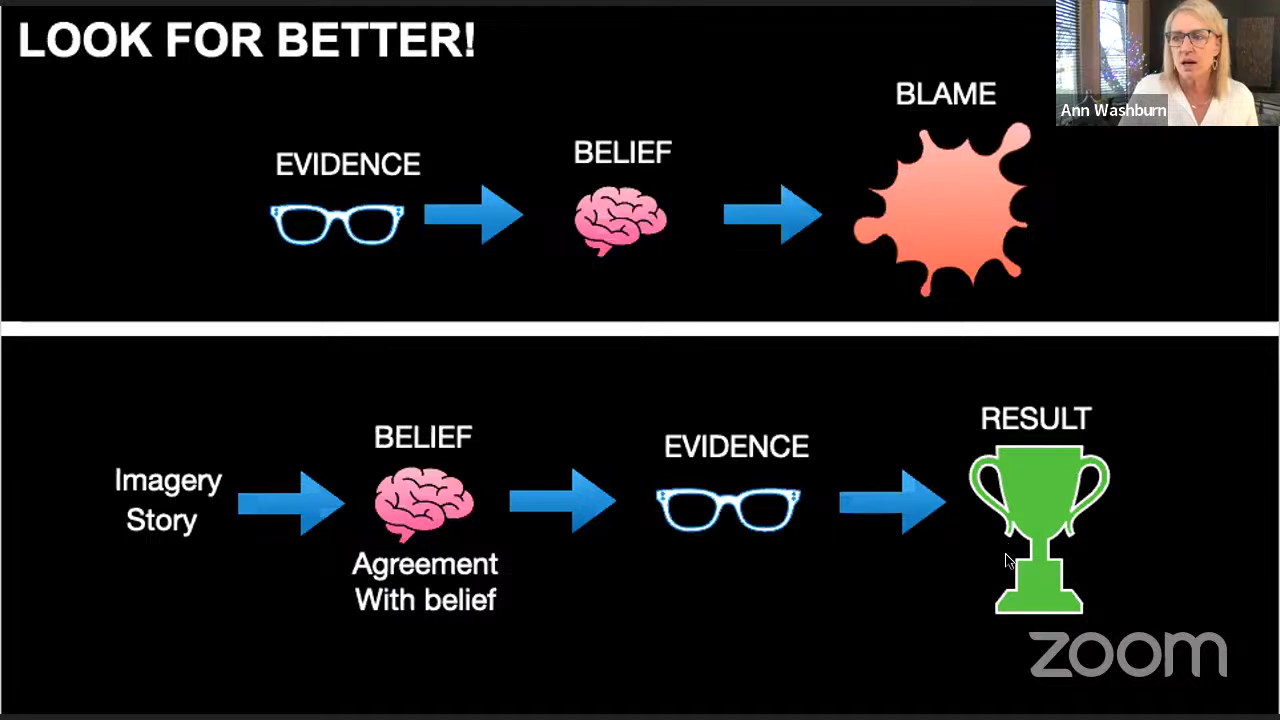 LOOK FOR BETTER!
Ann Washburn
BLAME
EVIDENCE
BELIEF
BELIEF
EVIDENCE
RESULT
Imagery
Story
Agreement
With belief
zoom